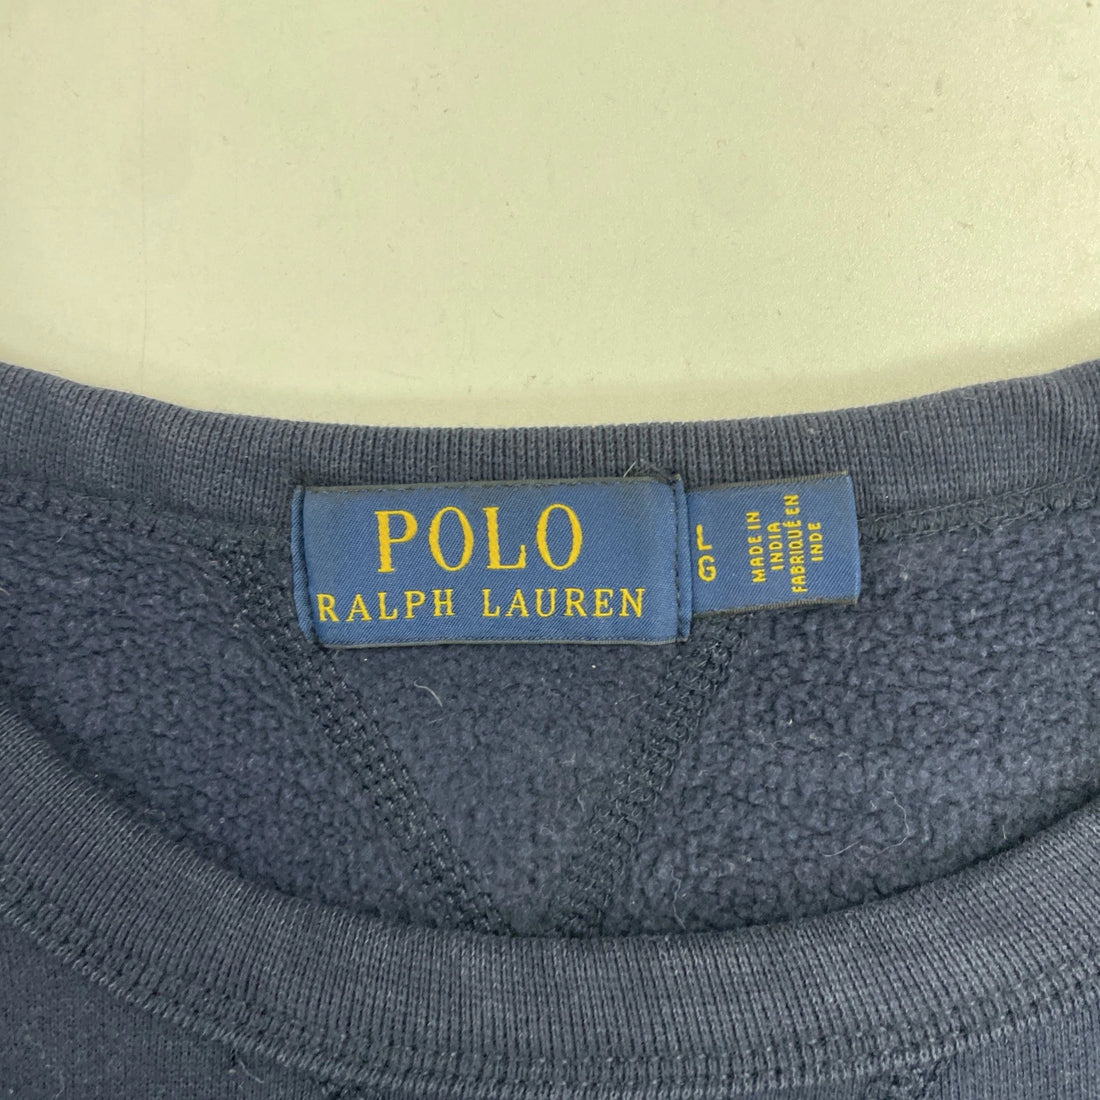 POLO
RALPH LAUREN
L
G
MADE IN
INDIA
FABRIQUÉ EN
INDE